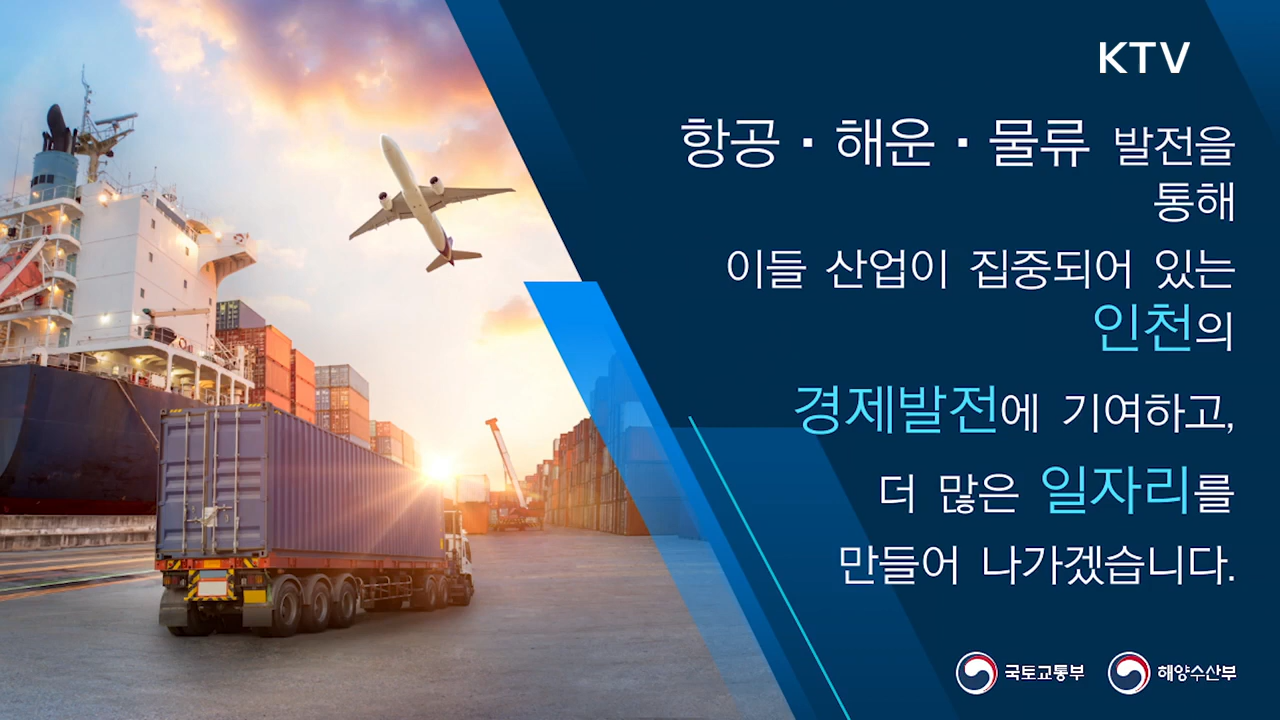 KTV
항공 · 해운 · 물류 발전을
통해
이들 산업이 집중되어 있는
인천의
경제발전에 기여하고,
더 많은 일자리를
만들어 나가겠습니다.
국토교통부 해양수산부